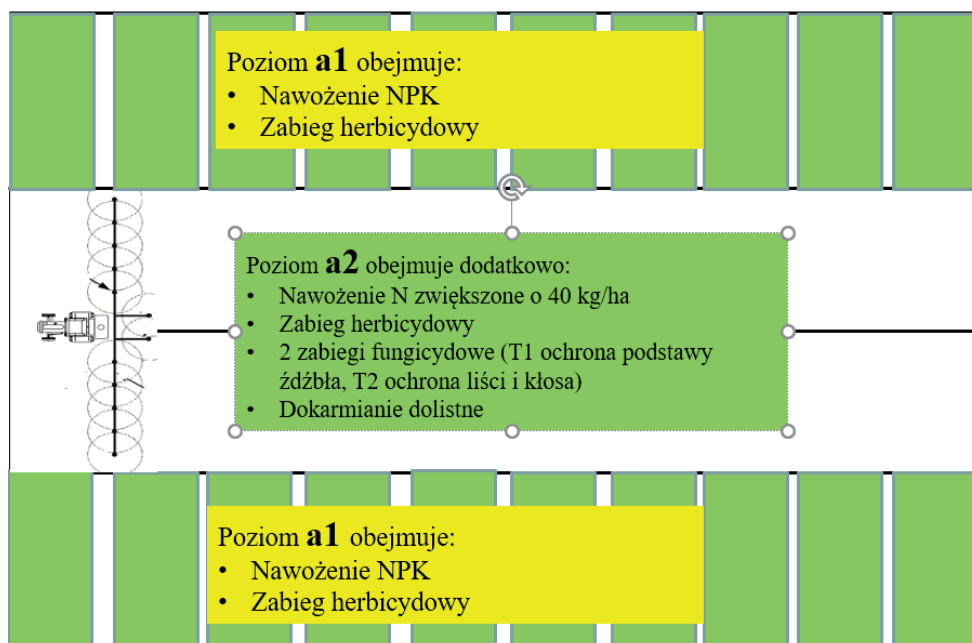 Poziom a1 obejmuje:
• Nawożenie NPK
• Zabieg herbicydowy
Poziom a2 obejmuje dodatkowo:
• Nawożenie N zwiększone o 40 kg/ha
• Zabieg herbicydowy
• 2 zabiegi fungicydowe (T1 ochrona podstawy
źdźbła, T2 ochrona liści i kłosa)
• Dokarmianie dolistne
Poziom a1 obejmuje:
• Nawożenie NPK
• Zabieg herbicydowy